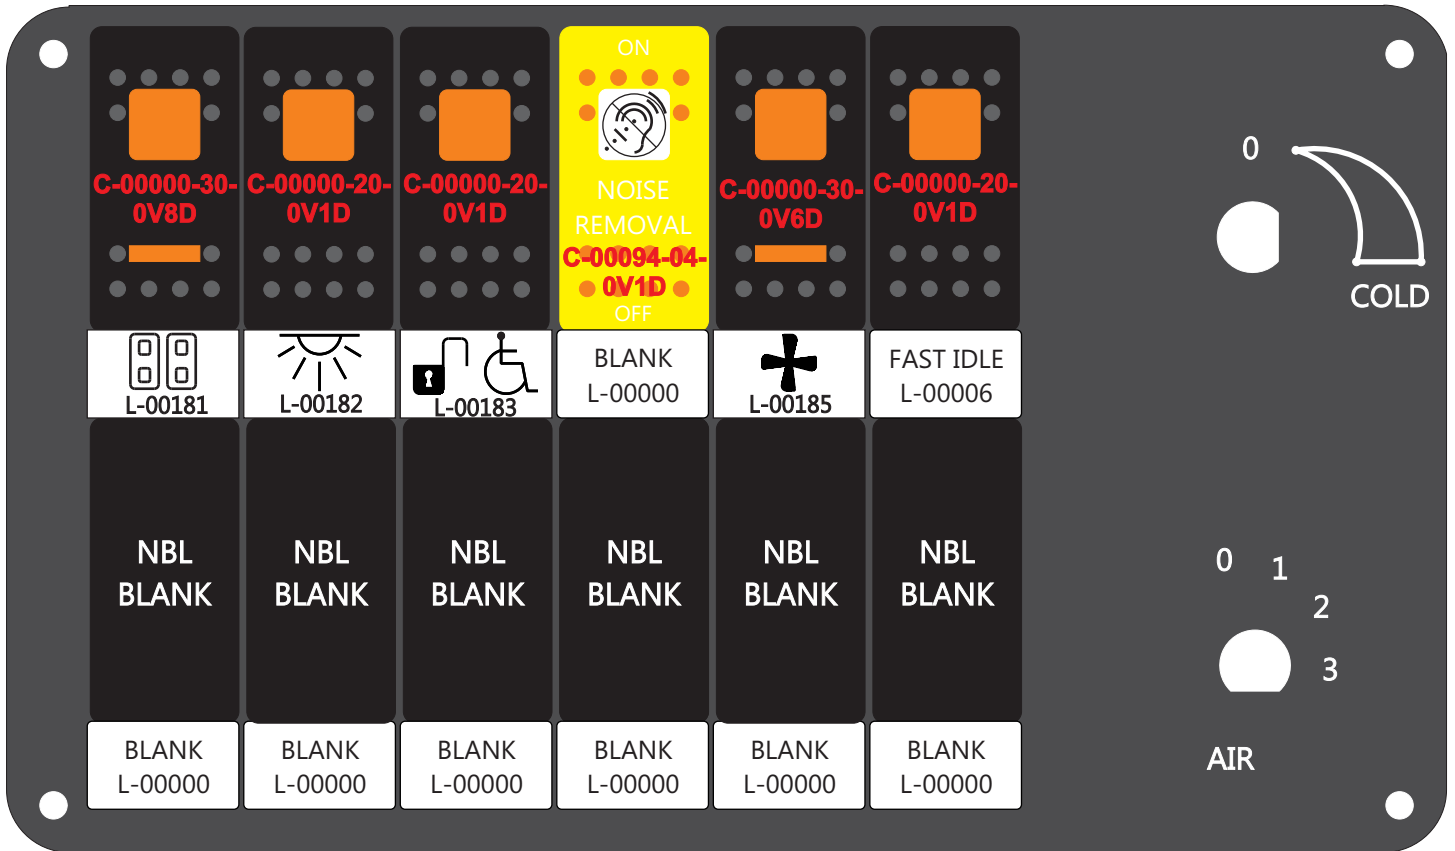 ON
C-00000-30-
0V8D
C-00000-20-
0V1D
C-00000-20-
0V1D
NOISE
REMOVAL
C-00094-04-
0V1D
OFF
C-00000-30-
0V6D
C-00000-20-
0V1D
L-00181
L-00182
L-00183
BLANK
L-00000
L-00185
FAST IDLE
L-00006
NBL
BLANK
NBL
BLANK
NBL
BLANK
NBL
BLANK
NBL
BLANK
NBL
BLANK
BLANK
L-00000
BLANK
L-00000
BLANK
L-00000
BLANK
L-00000
BLANK
L-00000
BLANK
L-00000
0
COLD
0
1
2
3
AIR